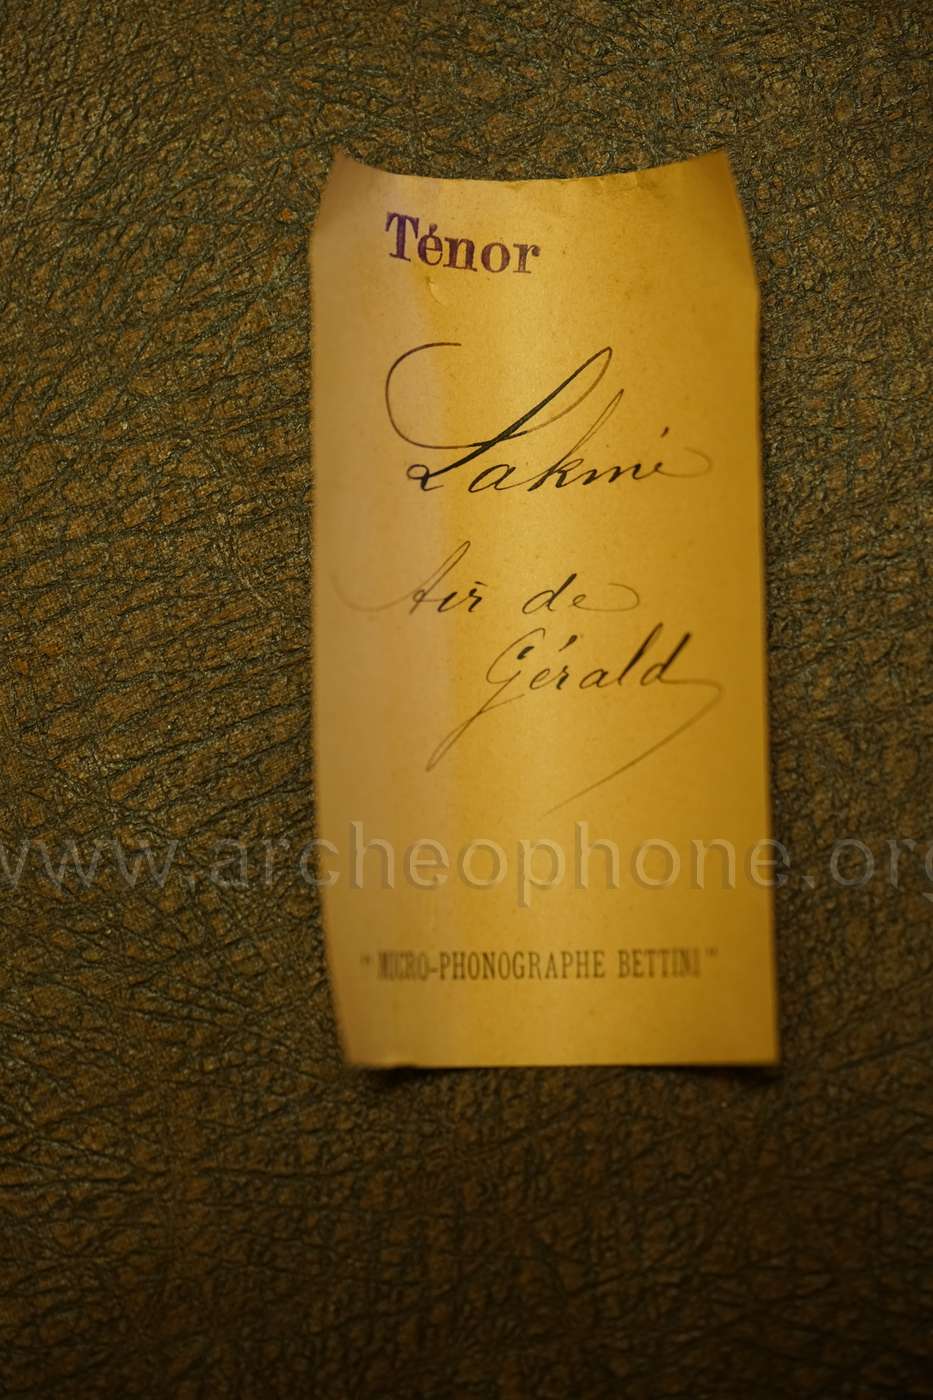 Ténor
Lakmé
Air de
Gérald
www.archeophone.org
"MICRO-PHONOGRAPHE BETTINI"